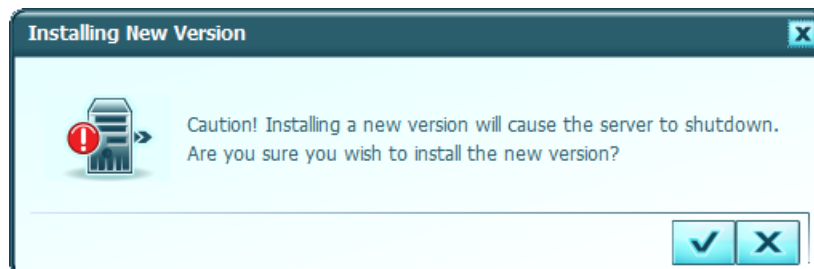 Installing New Version
Caution! Installing a new version will cause the server to shutdown.
Are you sure you wish to install the new version?